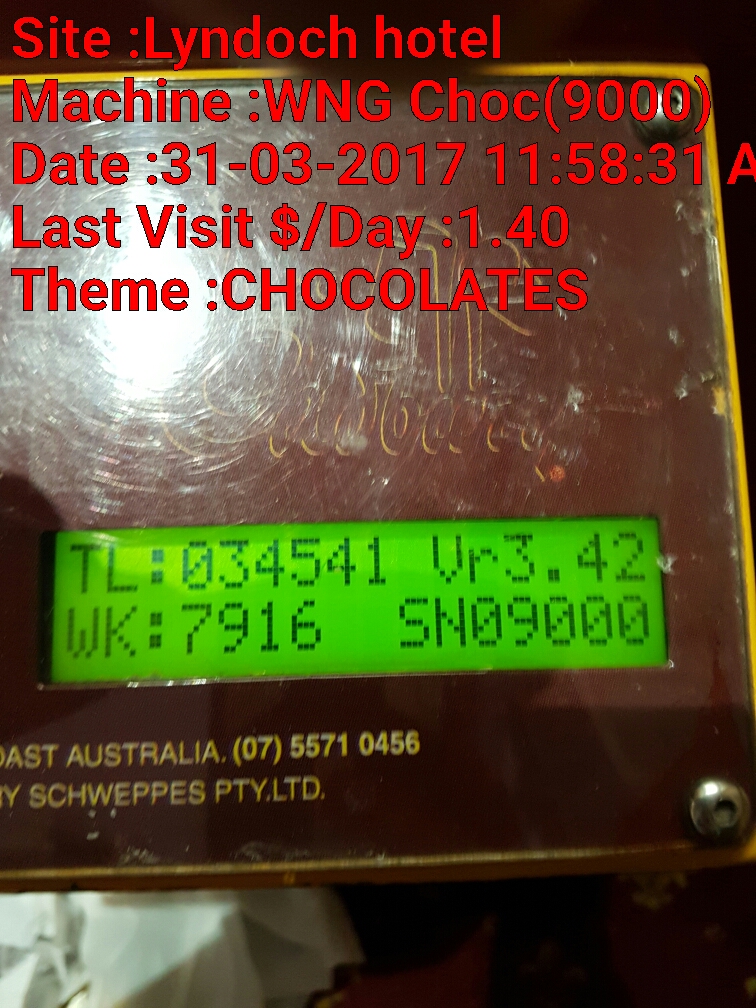 Site :Lyndoch hotel
Machine :WNG Choc(9000)
Date :31-03-2017 11:58:31 A
Last Visit $/Day :1.40
Theme :CHOCOLATES
TL:034541 Vr3.42
WK:7916 SN09000
OAST AUSTRALIA. (07) 5571 0456
RY SCHWEPPES PTY.LTD.